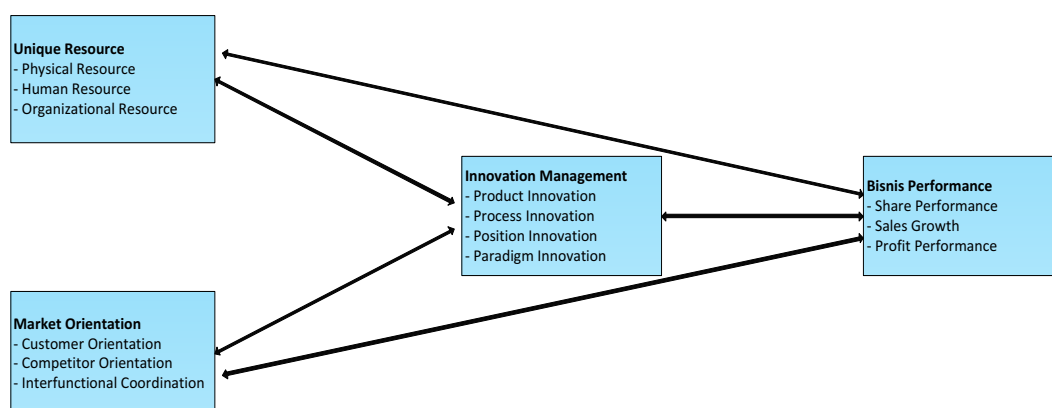 Unique Resource
- Physical Resource
- Human Resource
- Organizational Resource
Innovation Management
- Product Innovation
- Process Innovation
- Position Innovation
- Paradigm Innovation
Bisnis Performance
- Share Performance
- Sales Growth
- Profit Performance
Market Orientation
- Customer Orientation
- Competitor Orientation
- Interfunctional Coordination